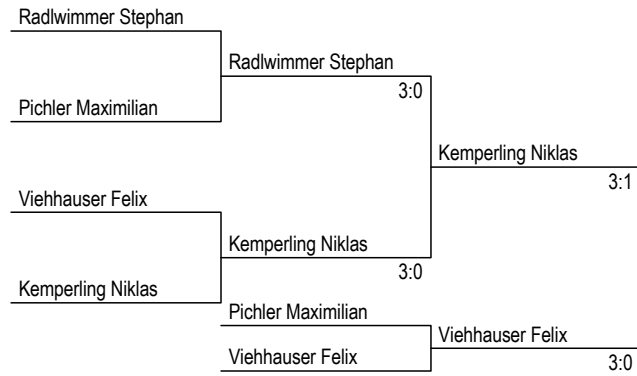 Radlwimmer Stephan
Radlwimmer Stephan
3:0
Pichler Maximilian
Kemperling Niklas
3:1
Viehhauser Felix
Kemperling Niklas
3:0
Kemperling Niklas
Pichler Maximilian
Viehhauser Felix
Viehhauser Felix
3:0